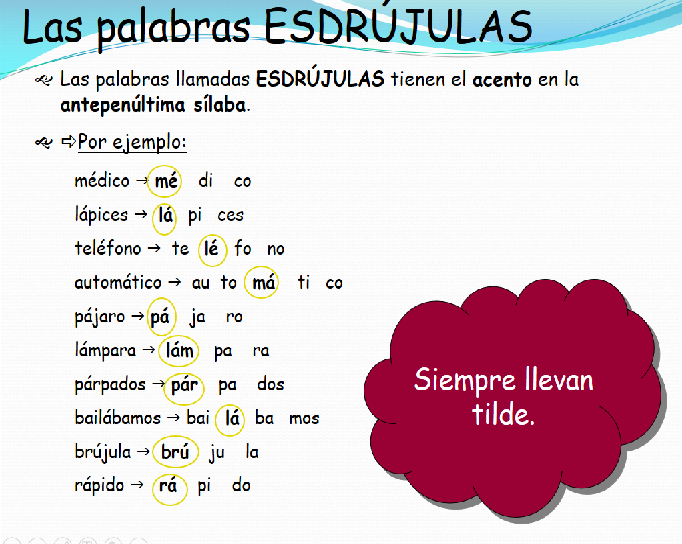 Las palabras ESDRÚJULAS
Las palabras llamadas ESDRÚJULAS tienen el acento en la
antepenúltima sílaba.
⇨Por ejemplo:
médico → mé di co
lápices → lá pi ces
teléfono → te lé fo no
automático → au to má ti co
pájaro → pá ja ro
lámpara → lám pa ra
párpados → pár pa dos
bailábamos → bai lá ba mos
brújula → brú ju la
rápido → rá pi do
Siempre llevan
tilde.